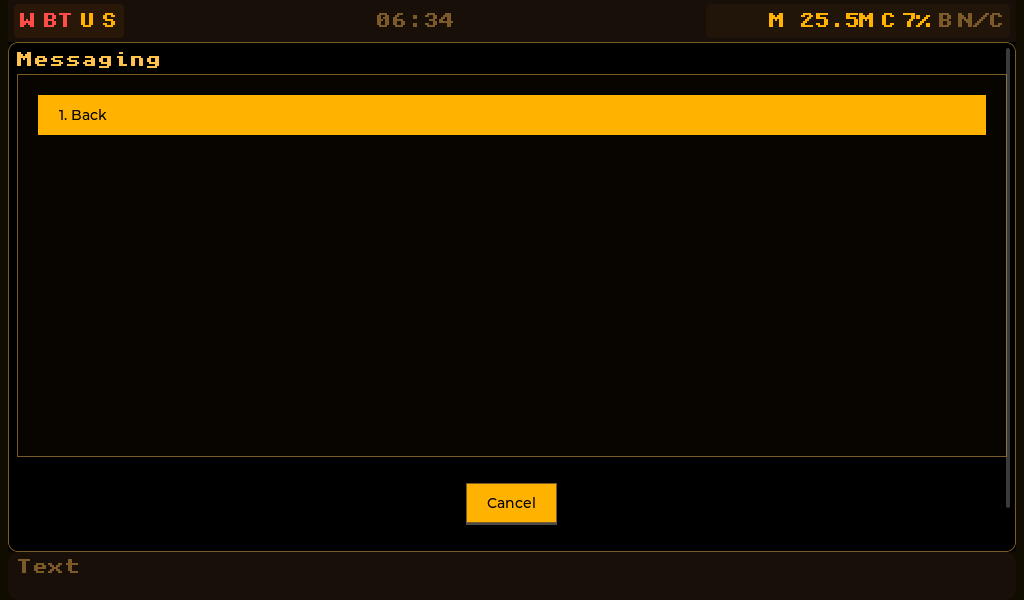 W BT U S 06:34 M 25.5M C 7% B N/C
Messaging
1. Back
Cancel
Text